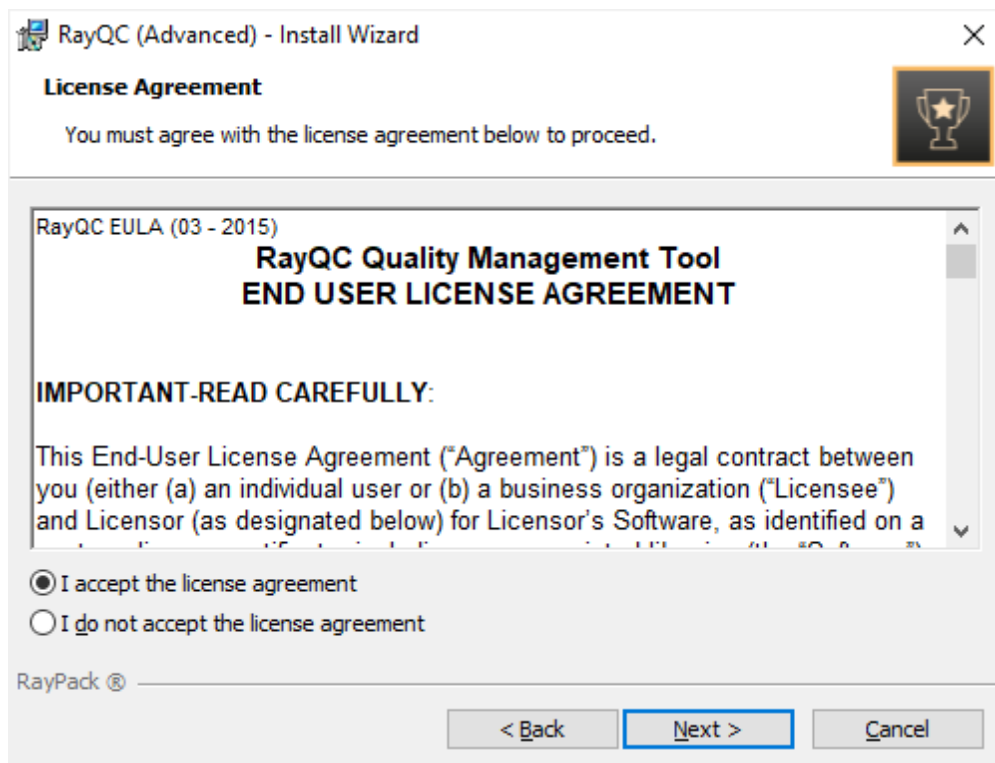 RayQC (Advanced) - Install Wizard
License Agreement
You must agree with the license agreement below to proceed.
RayQC EULA (03 - 2015)
RayQC Quality Management Tool
END USER LICENSE AGREEMENT
IMPORTANT-READ CAREFULLY:
This End-User License Agreement (“Agreement”) is a legal contract between
you (either (a) an individual user or (b) a business organization (“Licensee”)
and Licensor (as designated below) for Licensor’s Software, as identified on a
I accept the license agreement
I do not accept the license agreement
RayPack ®
< Back
Next >
Cancel